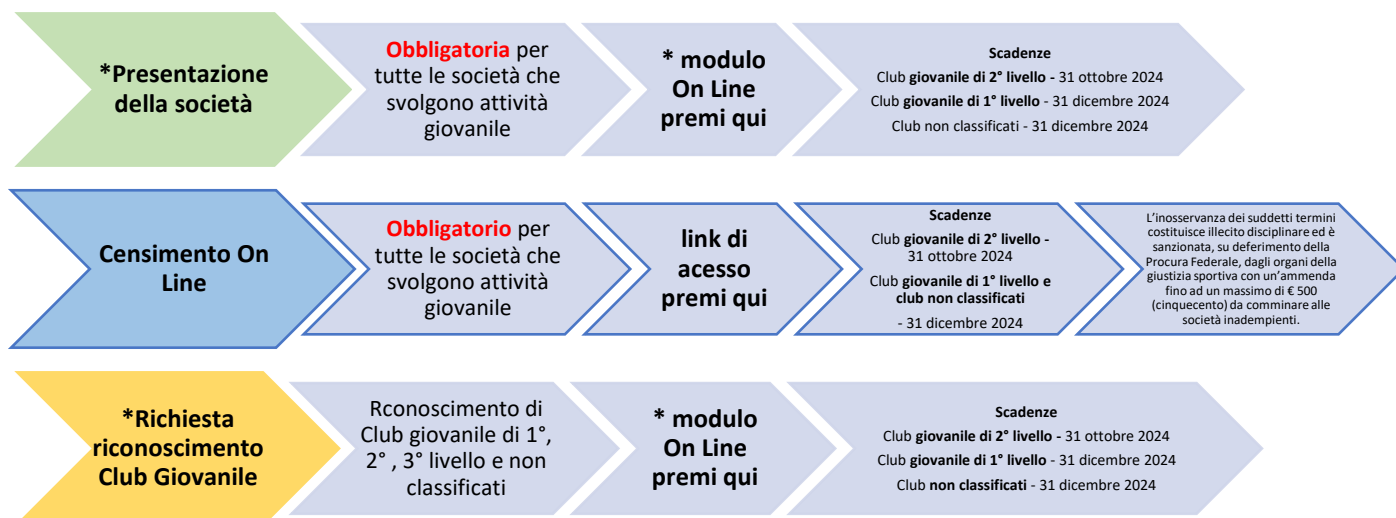 *Presentazione
della società
Obbligatoria per
tutte le società che
svolgono attività
giovanile
* modulo
On Line
premi qui
Scadenze
Club giovanile di 2° livello - 31 ottobre 2024
Club giovanile di 1° livello - 31 dicembre 2024
Club non classificati - 31 dicembre 2024
Censimento On
Line
Obbligatorio per
tutte le società che
svolgono attività
giovanile
link di
acesso
premi qui
Scadenze
Club giovanile di 2° livello -
31 ottobre 2024
Club giovanile di 1° livello e
club non classificati
- 31 dicembre 2024
L'inosservanza dei suddetti termini
costituisce illecito disciplinare ed è
sanzionata, su deferimento della
Procura Federale, dagli organi della
giustizia sportiva con un'ammenda
fino ad un massimo di € 500
(cinquecento) da comminare alle
società inadempienti.
*Richiesta
riconoscimento
Club Giovanile
Rconoscimento di
Club giovanile di 1°,
2° , 3° livello e non
classificati
* modulo
On Line
premi qui
Scadenze
Club giovanile di 2° livello - 31 ottobre 2024
Club giovanile di 1° livello - 31 dicembre 2024
Club non classificati - 31 dicembre 2024